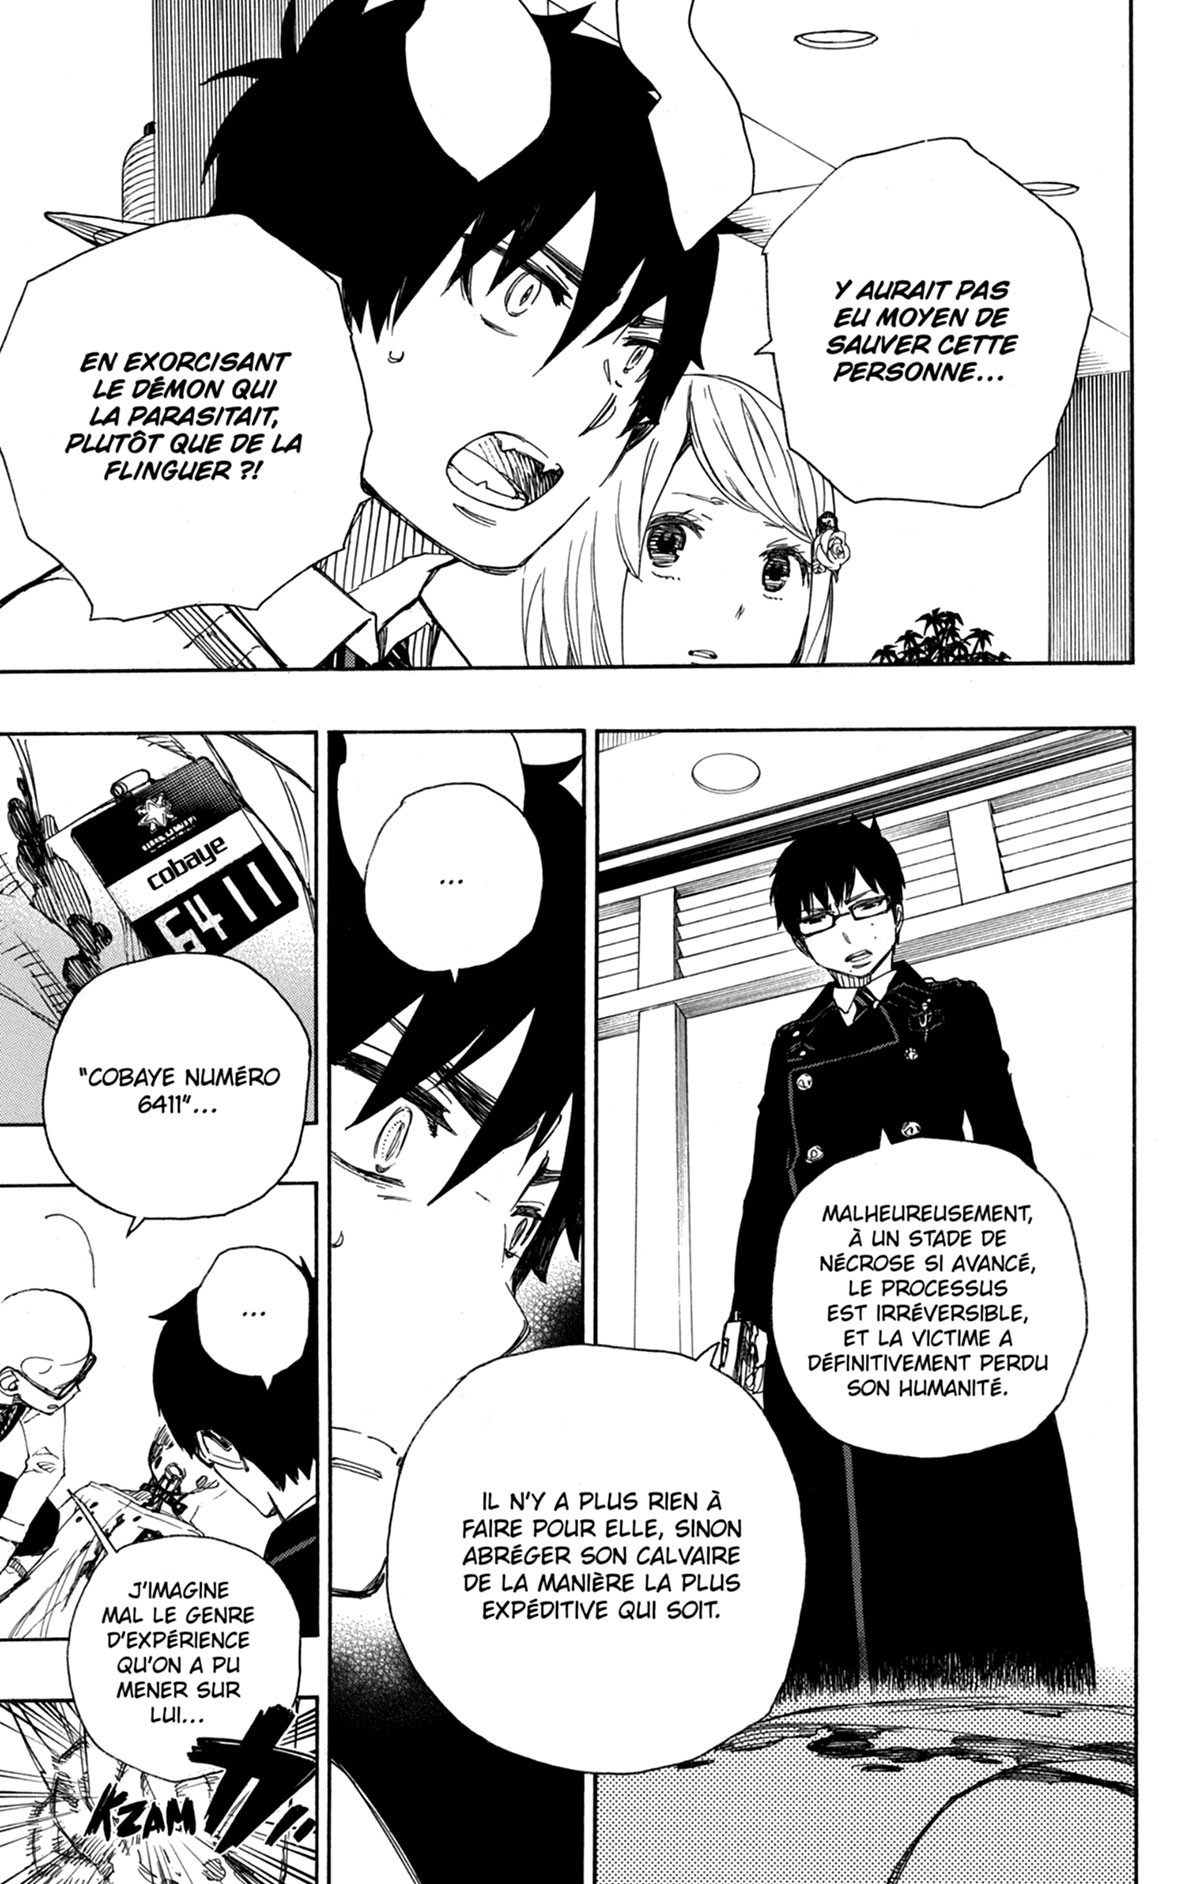 Y AURAIT PAS
EU MOYEN DE
SAUVER CETTE
PERSONNE...
EN EXORCISANT
LE DÉMON QUI
LA PARASITAIT,
PLUTÔT QUE DE LA
FLINGUER ?!
MALHEUREUSEMENT,
À UN STADE DE
NÉCROSE SI AVANCÉ,
LE PROCESSUS
EST IRRÉVERSIBLE,
ET LA VICTIME A
DÉFINITIVEMENT PERDU
SON HUMANITÉ.
IL N'Y A PLUS RIEN À
FAIRE POUR ELLE, SINON
ABRÉGER SON CALVAIRE
DE LA MANIÈRE LA PLUS
EXPÉDITIVE QUI SOIT.
...
cobaye
6411
"COBAYE NUMÉRO
6411"...
...
J'IMAGINE
MAL LE GENRE
D'EXPÉRIENCE
QU'ON A PU
MENER SUR
LUI...
KZAM